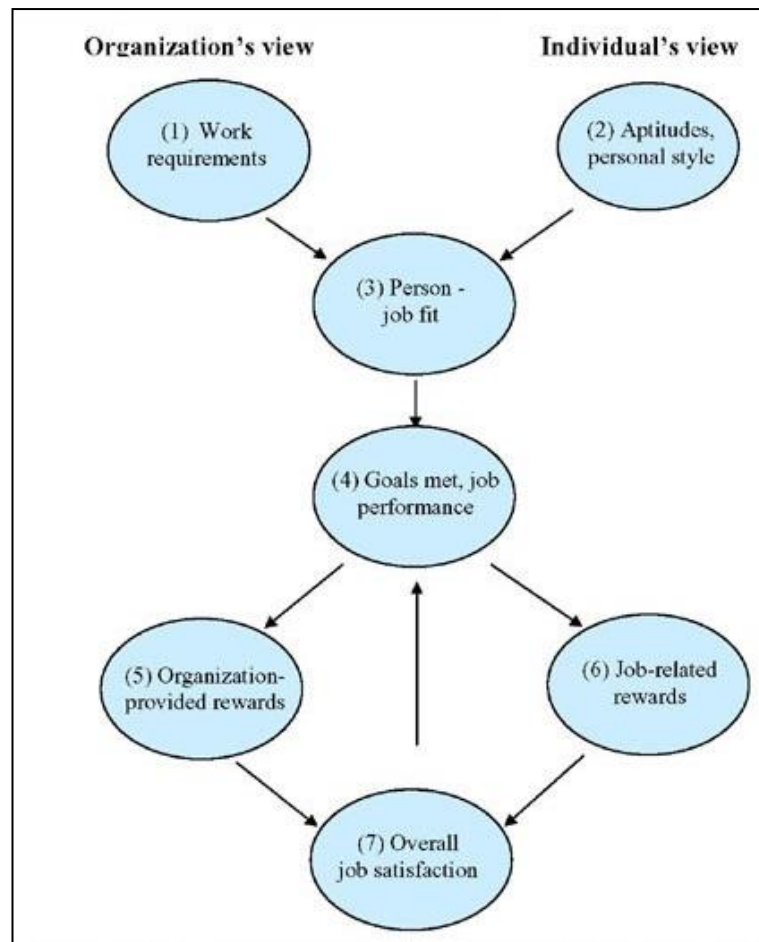 Organization's view
Individual's view
(1) Work
requirements
(2) Aptitudes,
personal style
(3) Person -
job fit
(4) Goals met, job
performance
(5) Organization-
provided rewards
(6) Job-related
rewards
(7) Overall
job satisfaction